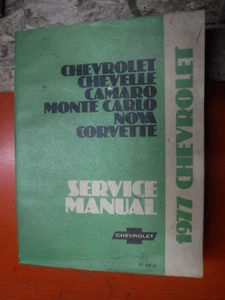 CHEVROLET
CHEVELLE
CAMARO
MONTE CARLO
NOVA
CORVETTE
SERVICE
MANUAL
CHEVROLET
1977 CHEVROLET